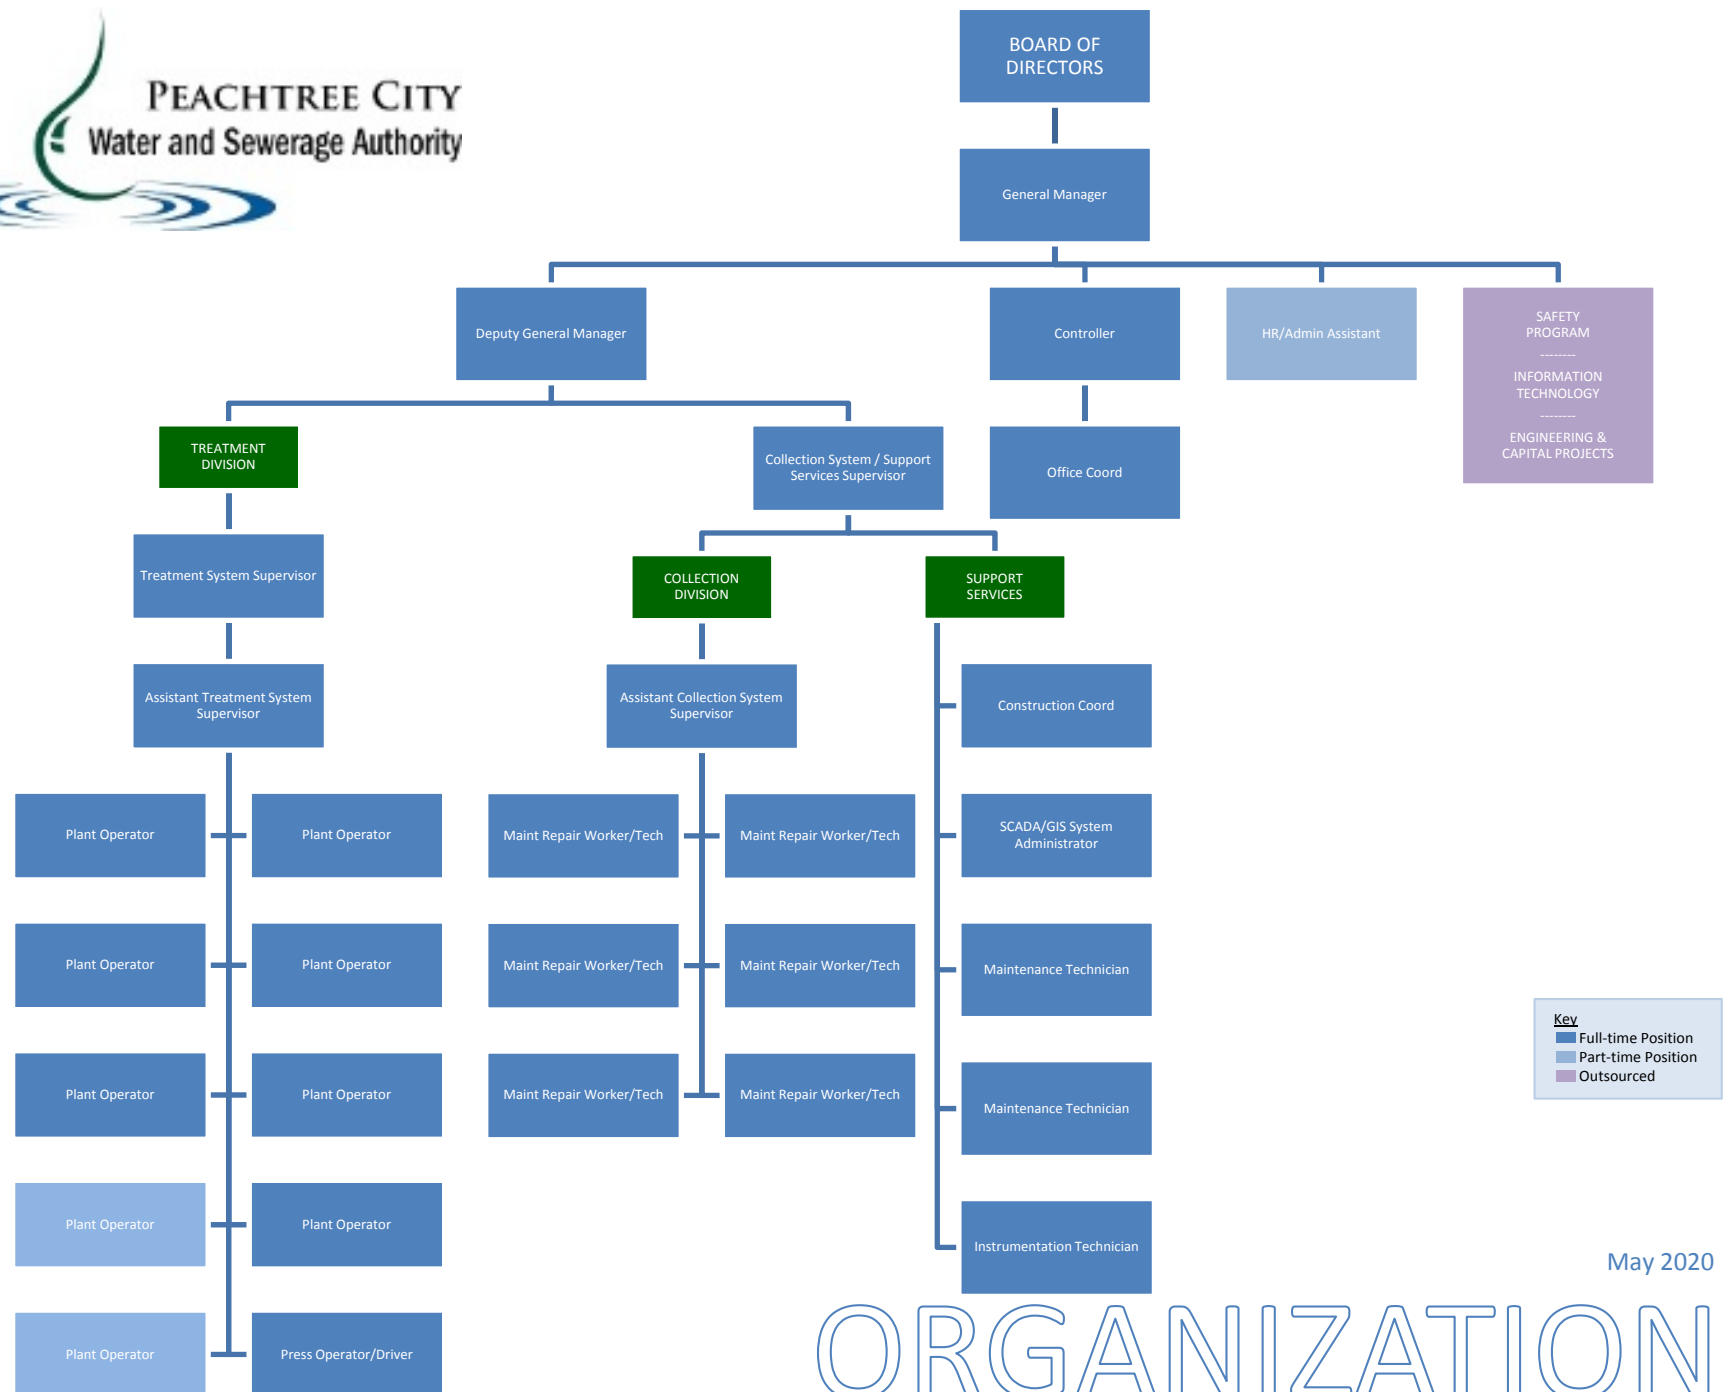 PEACHTREE CITY
Water and Sewerage Authority
BOARD OF
DIRECTORS
General Manager
Deputy General Manager
Controller
HR/Admin Assistant
SAFETY
PROGRAM
--------
INFORMATION
TECHNOLOGY
--------
ENGINEERING &
CAPITAL PROJECTS
TREATMENT
DIVISION
Collection System / Support
Services Supervisor
Office Coord
Treatment System Supervisor
COLLECTION
DIVISION
SUPPORT
SERVICES
Assistant Treatment System
Supervisor
Assistant Collection System
Supervisor
Construction Coord
Plant Operator
Plant Operator
Maint Repair Worker/Tech
Maint Repair Worker/Tech
SCADA/GIS System
Administrator
Plant Operator
Plant Operator
Maint Repair Worker/Tech
Maint Repair Worker/Tech
Maintenance Technician
Key
Full-time Position
Part-time Position
Outsourced
Plant Operator
Plant Operator
Maint Repair Worker/Tech
Maint Repair Worker/Tech
Maintenance Technician
Plant Operator
Plant Operator
Instrumentation Technician
May 2020
Plant Operator
Press Operator/Driver
ORGANIZATION